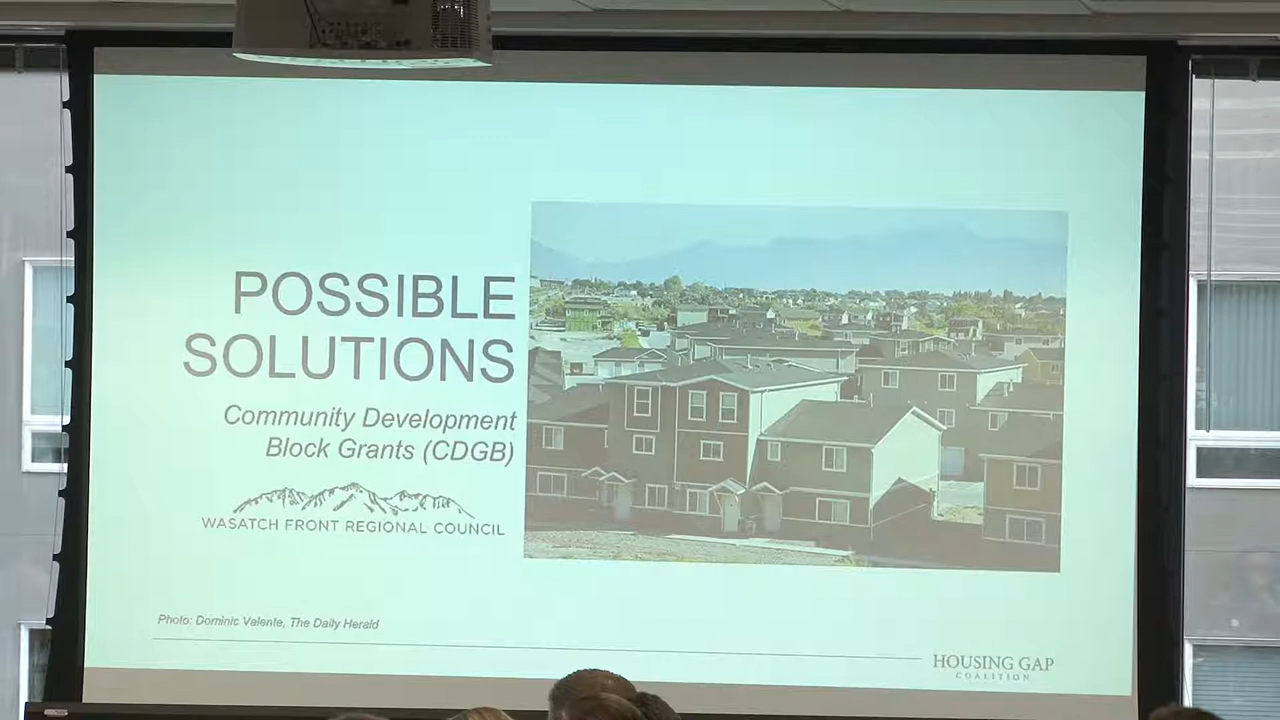 POSSIBLE
SOLUTIONS
Community Development
Block Grants (CDGB)
WASATCH FRONT REGIONAL COUNCIL
Photo: Dominic Valente, The Daily Herald
HOUSING GAP
COALITION